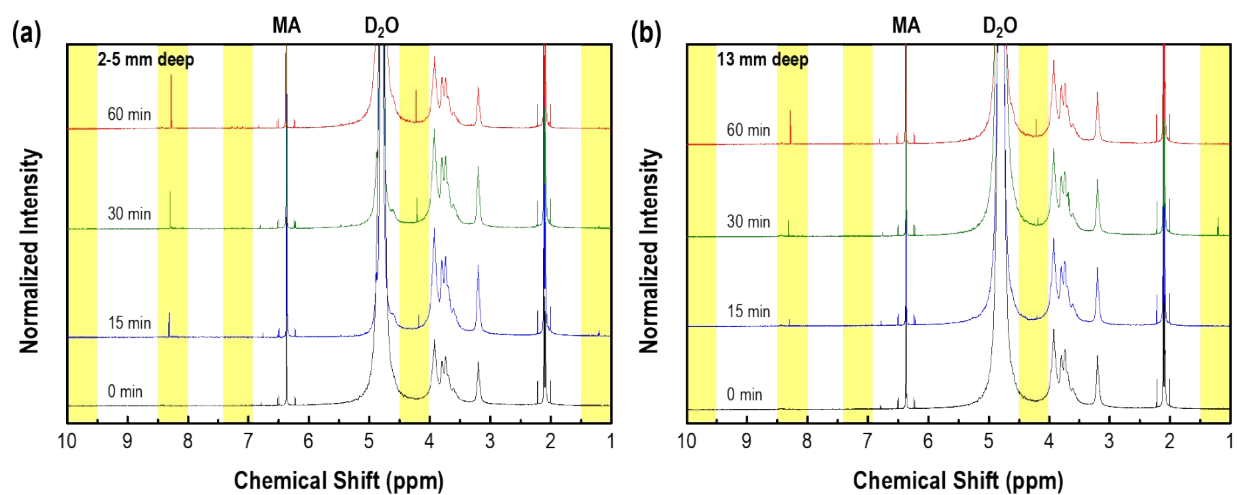 (a)
MA
D₂O
2-5 mm deep
60 min
30 min
15 min
0 min
Normalized Intensity
10 9 8 7 6 5 4 3 2 1
Chemical Shift (ppm)
(b)
MA
D₂O
13 mm deep
60 min
30 min
15 min
0 min
Normalized Intensity
10 9 8 7 6 5 4 3 2 1
Chemical Shift (ppm)